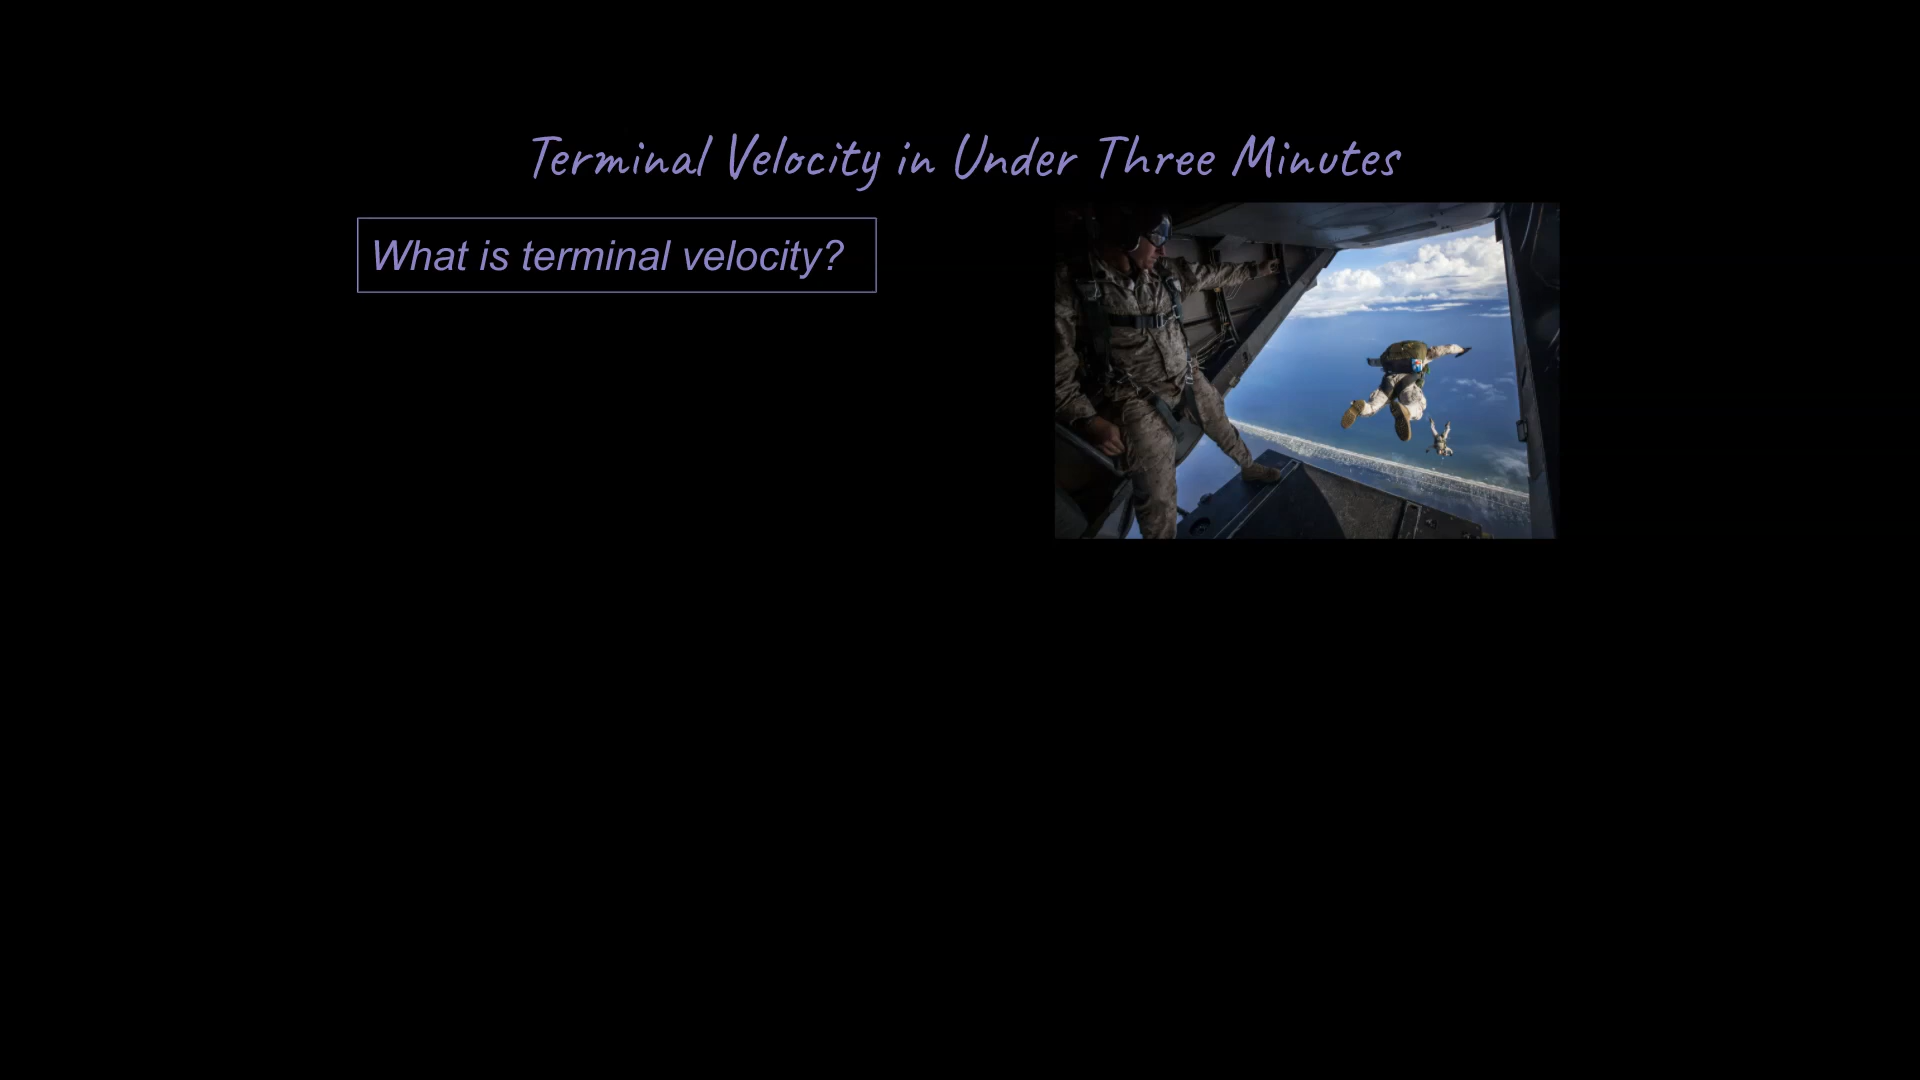 Terminal Velocity in Under Three Minutes
What is terminal velocity?